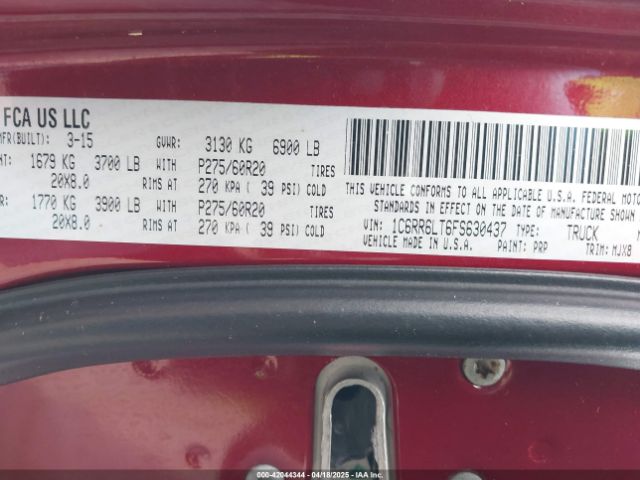 FCA US LLC
MFR(BUILT): 3-15 GVWR: 3130 KG 6900 LB
1679 KG 3700 LB WITH P275/60R20 TIRES
20X8.0 RIMS AT 270 KPA ( 39 PSI) COLD
1770 KG 3900 LB WITH P275/60R20 TIRES
20X8.0 RIMS AT 270 KPA ( 39 PSI) COLD
THIS VEHICLE CONFORMS TO ALL APPLICABLE U.S.A. FEDERAL MOTO
STANDARDS IN EFFECT ON THE DATE OF MANUFACTURE SHOWN
VIN: 1C6RR6LT6FS630437 TYPE: TRUCK
VEHICLE MADE IN U.S.A. PAINT: PRP TRIM: MJX8
000-42044344 04/18/2025 - COPART